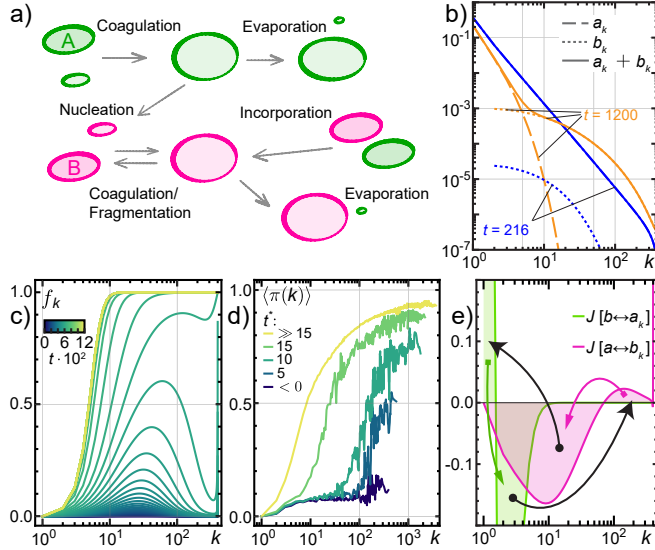 a)
A
Coagulation
Evaporation
Nucleation
Incorporation
B
Coagulation/
Fragmentation
Evaporation
b)
a_k
b_k
a_k + b_k
t = 1200
t = 216
10^-1
10^-3
10^-5
10^-7
10^0
10^1
10^2
k
c)
f_k
0 6 12
t · 10^2
1.0
0.5
0.0
10^0
10^1
10^2
k
d)
⟨π(k)⟩
t^*:
≫ 15
15
10
5
< 0
1.0
0.5
0.0
10^0
10^1
10^2
10^3
k
e)
J [b↔a_k]
J [a↔b_k]
0.1
0.0
-0.1
10^0
10^1
10^2
k